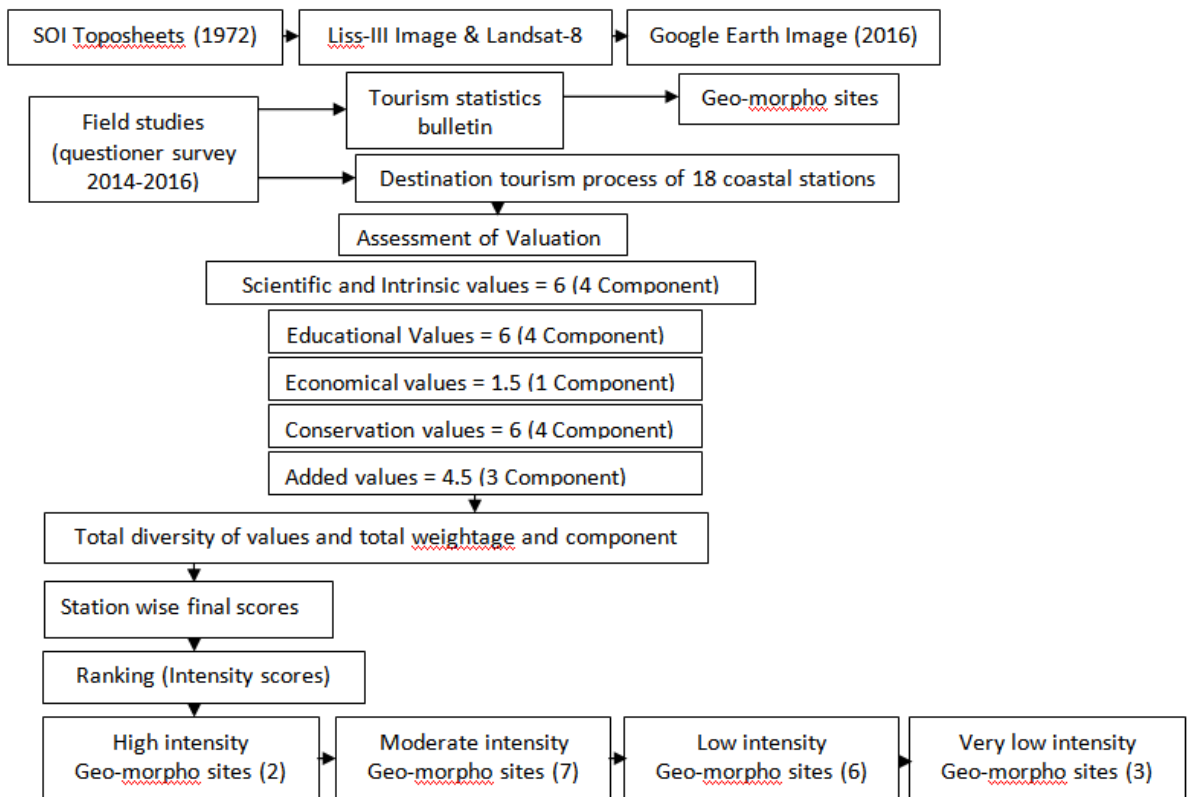 SOI Toposheets (1972)
Liss-III Image & Landsat-8
Google Earth Image (2016)
Tourism statistics
bulletin
Geo-morpho sites
Field studies
(questioner survey
2014-2016)
Destination tourism process of 18 coastal stations
Assessment of Valuation
Scientific and Intrinsic values = 6 (4 Component)
Educational Values = 6 (4 Component)
Economical values = 1.5 (1 Component)
Conservation values = 6 (4 Component)
Added values = 4.5 (3 Component)
Total diversity of values and total weightage and component
Station wise final scores
Ranking (Intensity scores)
High intensity
Geo-morpho sites (2)
Moderate intensity
Geo-morpho sites (7)
Low intensity
Geo-morpho sites (6)
Very low intensity
Geo-morpho sites (3)